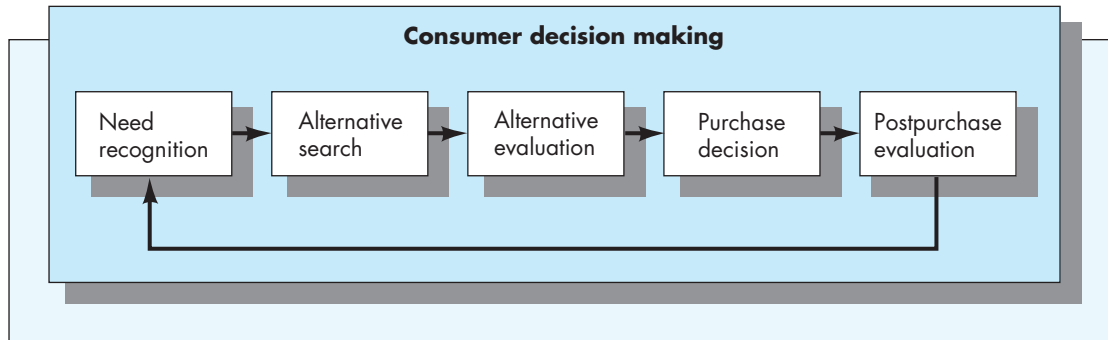 Consumer decision making
Need
recognition
Alternative
search
Alternative
evaluation
Purchase
decision
Postpurchase
evaluation